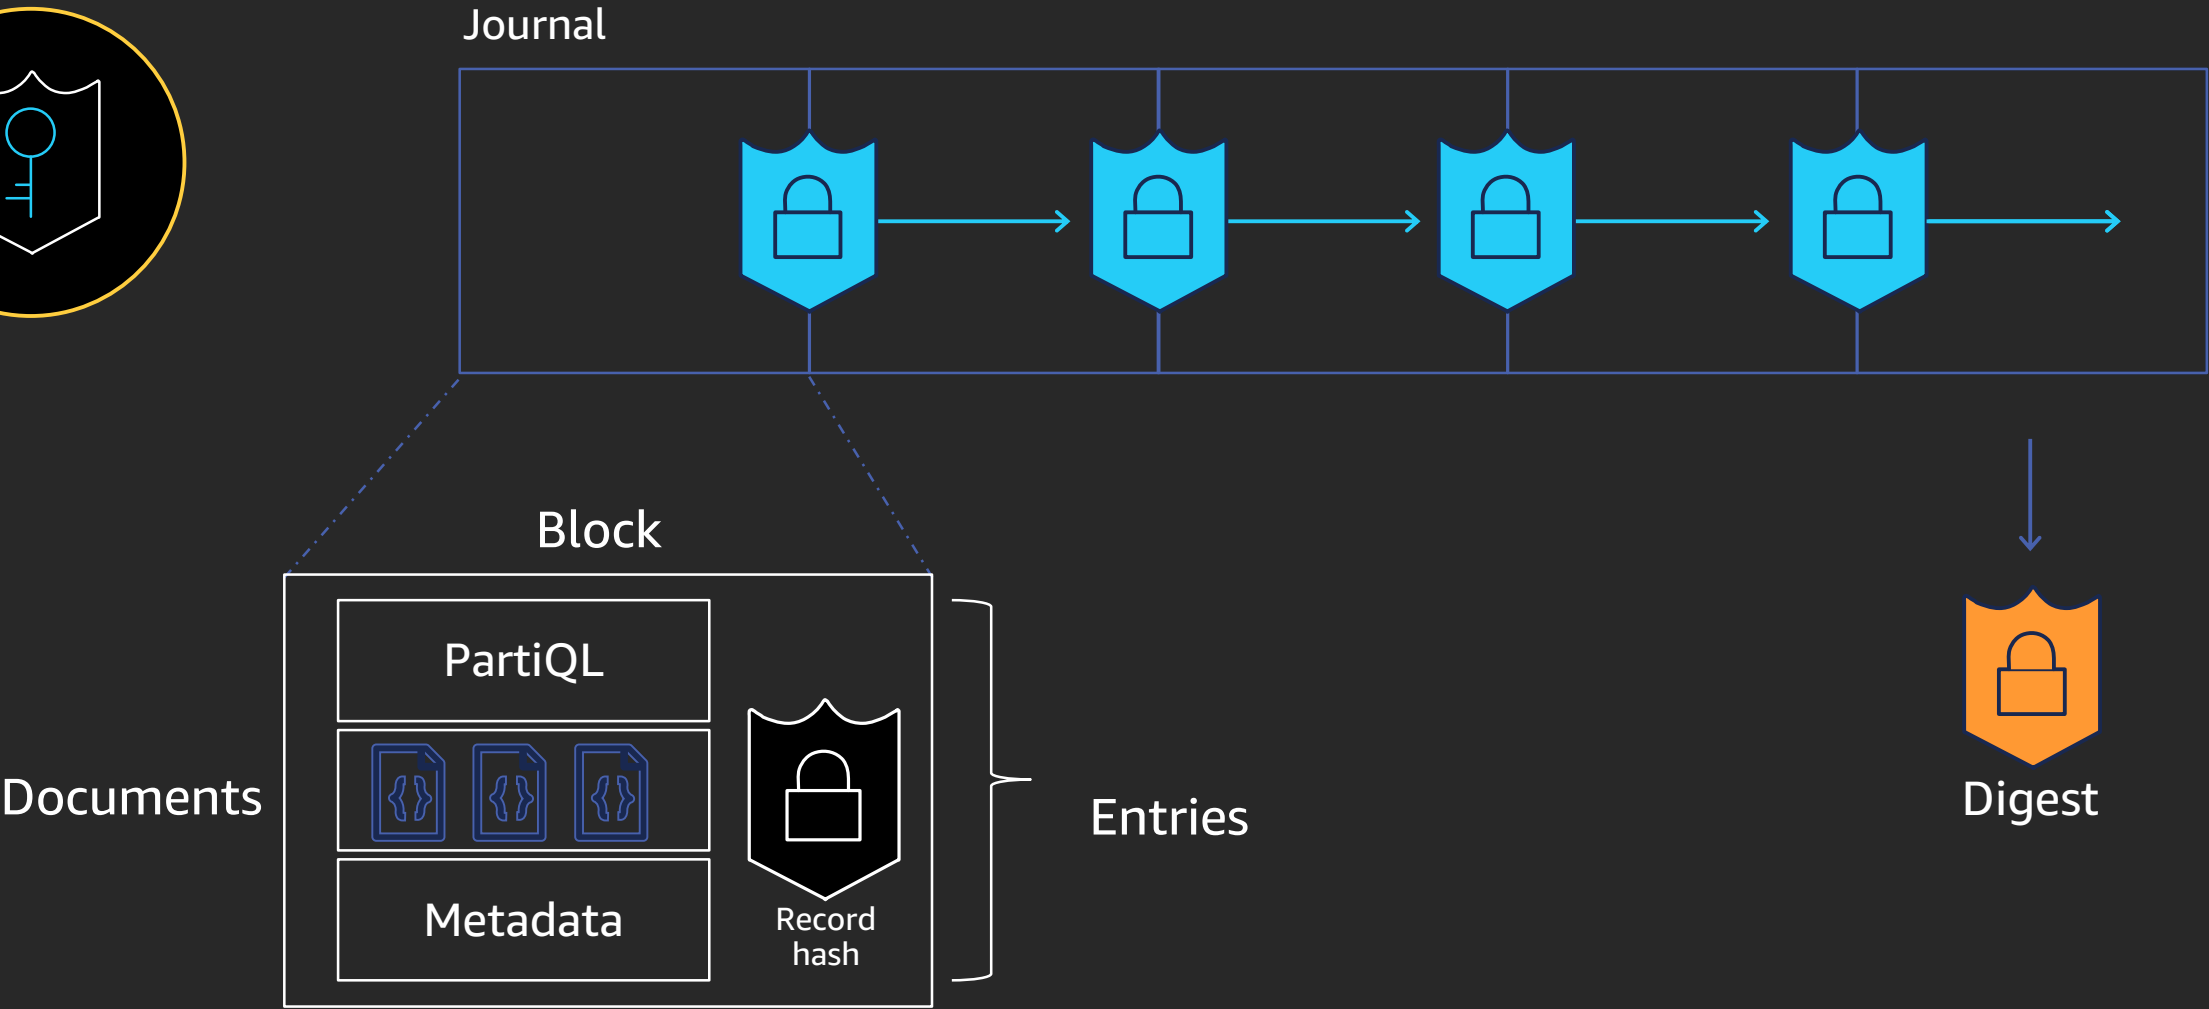 Journal
Block
PartiQL
Documents
Metadata
Record
hash
Entries
Digest